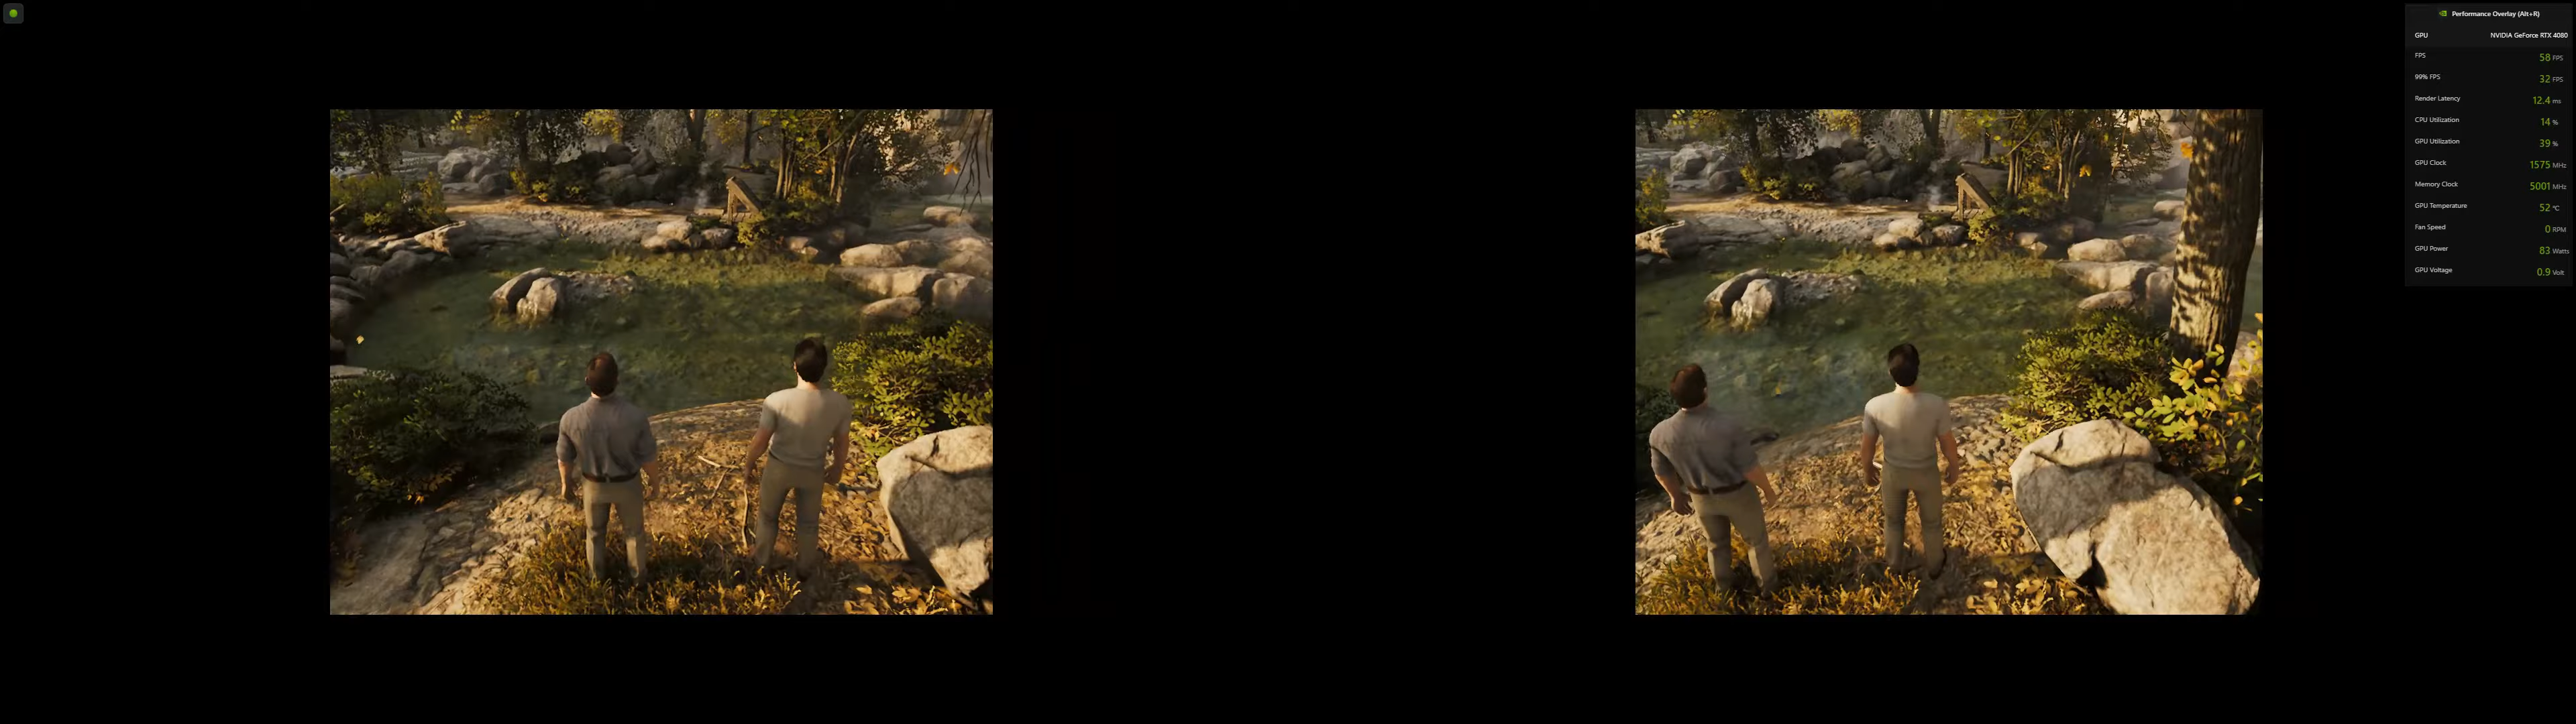 Performance Overlay (Alt+R)
GPU NVIDIA GeForce RTX 4080
FPS 58 FPS
99% FPS 32 FPS
Render Latency 12.4 ms
CPU Utilization 14 %
GPU Utilization 39 %
GPU Clock 1575 MHz
Memory Clock 5001 MHz
GPU Temperature 52 °C
Fan Speed 0 RPM
GPU Power 83 Watts
GPU Voltage 0.9 Volt